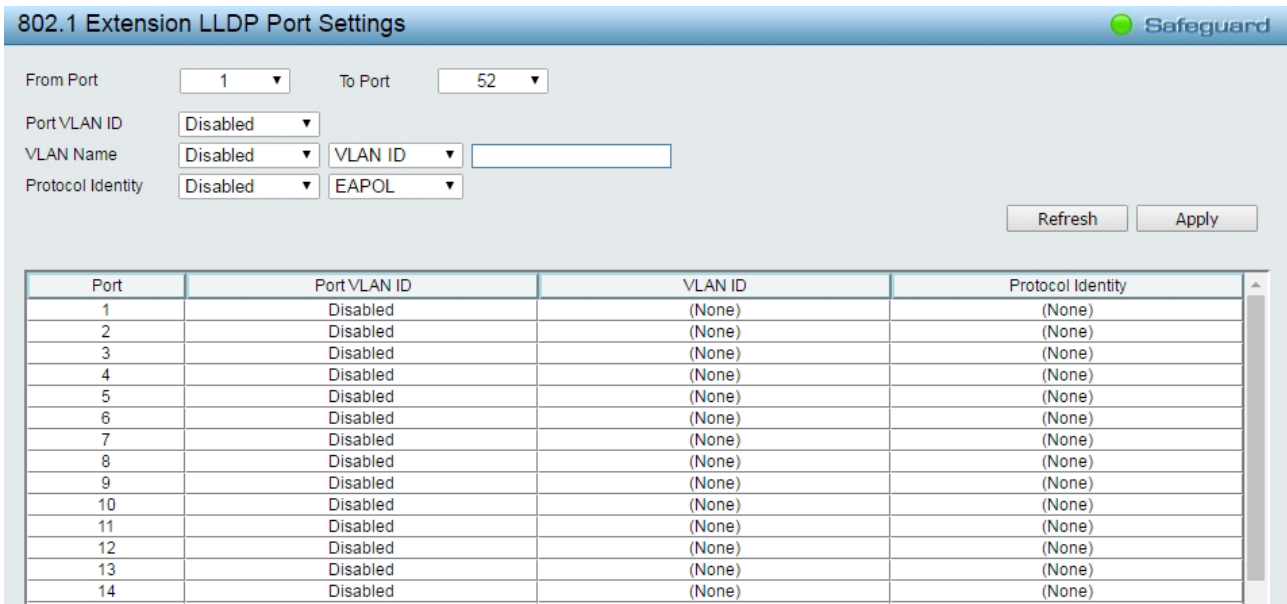 802.1 Extension LLDP Port Settings Safeguard
From Port 1 To Port 52
Port VLAN ID Disabled
VLAN Name Disabled VLAN ID
Protocol Identity Disabled EAPOL
Refresh Apply
Port Port VLAN ID VLAN ID Protocol Identity
1 Disabled (None) (None)
2 Disabled (None) (None)
3 Disabled (None) (None)
4 Disabled (None) (None)
5 Disabled (None) (None)
6 Disabled (None) (None)
7 Disabled (None) (None)
8 Disabled (None) (None)
9 Disabled (None) (None)
10 Disabled (None) (None)
11 Disabled (None) (None)
12 Disabled (None) (None)
13 Disabled (None) (None)
14 Disabled (None) (None)